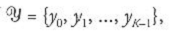 𝒴 = {y₀, y₁, ..., y_{K−1}},